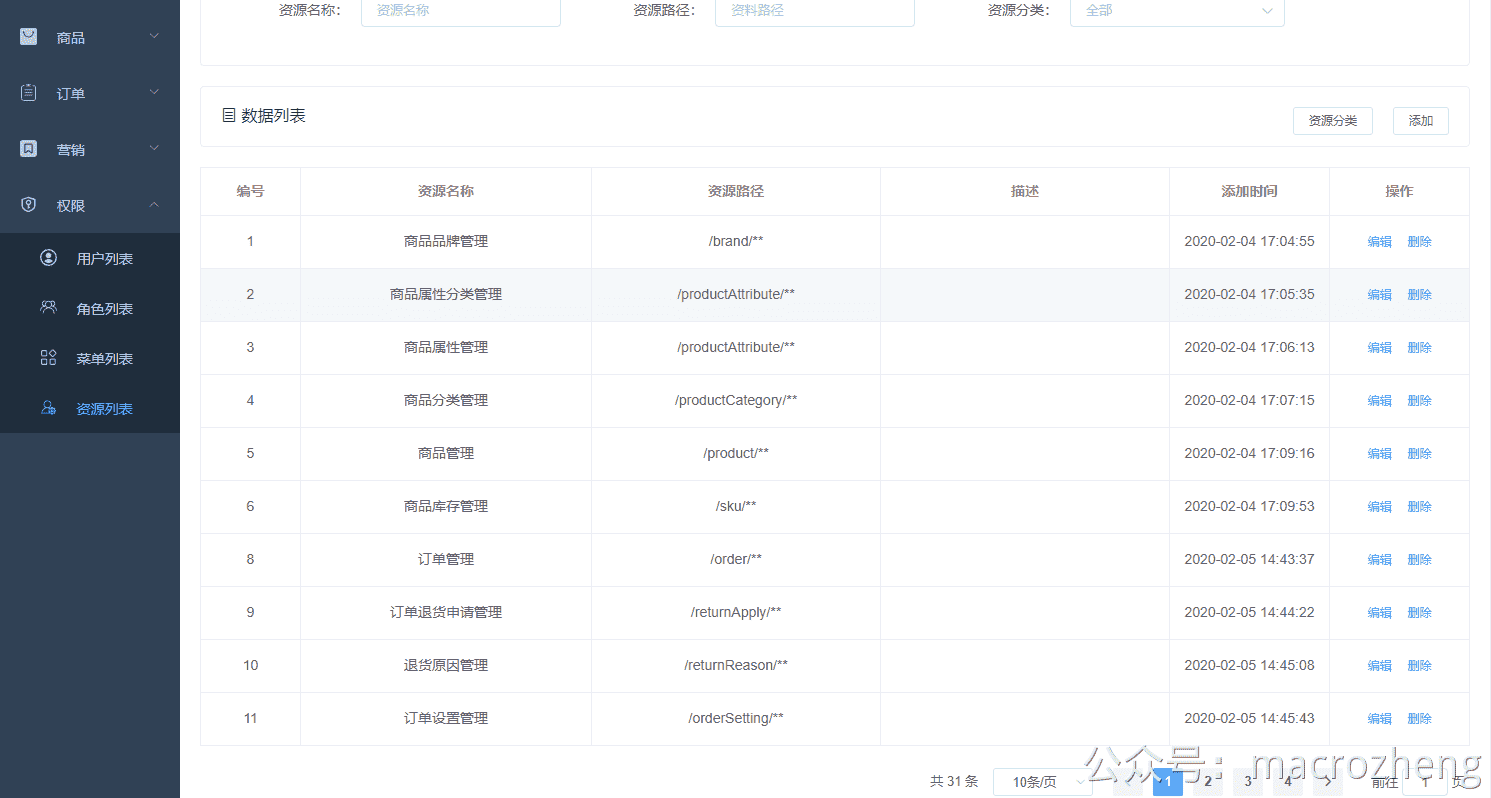 资源名称: 资源名称 资源路径: 资料路径 资源分类: 全部
商品
订单
营销
权限
用户列表
角色列表
菜单列表
资源列表
数据列表 资源分类 添加
编号 资源名称 资源路径 描述 添加时间 操作
1 商品品牌管理 /brand/** 2020-02-04 17:04:55 编辑 删除
2 商品属性分类管理 /productAttribute/** 2020-02-04 17:05:35 编辑 删除
3 商品属性管理 /productAttribute/** 2020-02-04 17:06:13 编辑 删除
4 商品分类管理 /productCategory/** 2020-02-04 17:07:15 编辑 删除
5 商品管理 /product/** 2020-02-04 17:09:16 编辑 删除
6 商品库存管理 /sku/** 2020-02-04 17:09:53 编辑 删除
8 订单管理 /order/** 2020-02-05 14:43:37 编辑 删除
9 订单退货申请管理 /returnApply/** 2020-02-05 14:44:22 编辑 删除
10 退货原因管理 /returnReason/** 2020-02-05 14:45:08 编辑 删除
11 订单设置管理 /orderSetting/** 2020-02-05 14:45:43 编辑 删除
共 31 条 10条/页 1 2 3 4 前往 1 页
公众号: macrozheng